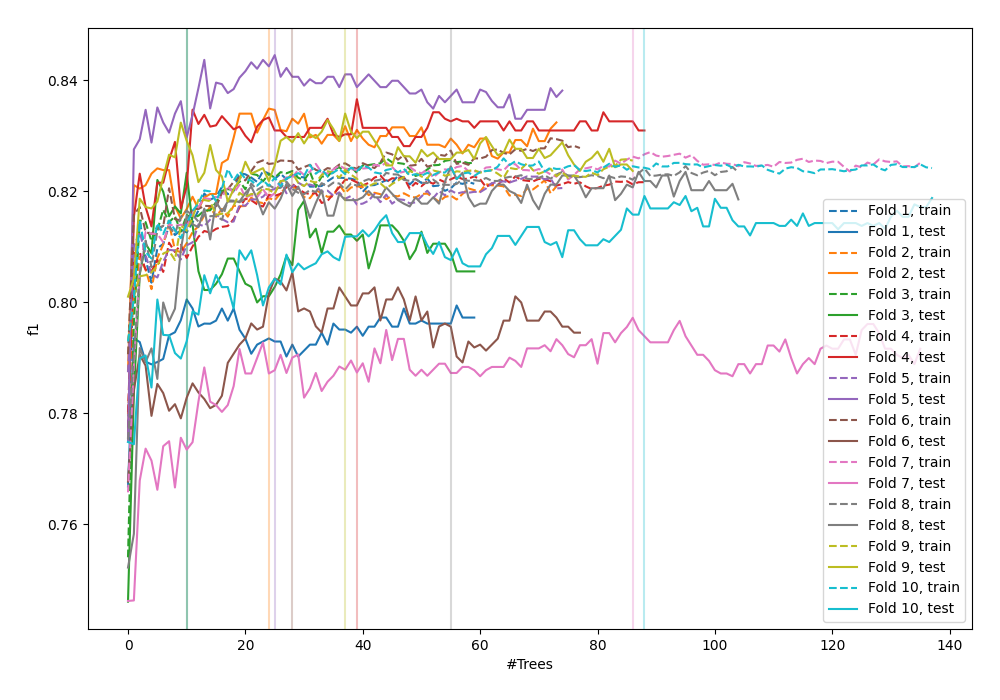 0.84
0.82
0.80
0.78
0.76
f1
0
20
40
60
80
100
120
140
#Trees
Fold 1, train
Fold 1, test
Fold 2, train
Fold 2, test
Fold 3, train
Fold 3, test
Fold 4, train
Fold 4, test
Fold 5, train
Fold 5, test
Fold 6, train
Fold 6, test
Fold 7, train
Fold 7, test
Fold 8, train
Fold 8, test
Fold 9, train
Fold 9, test
Fold 10, train
Fold 10, test